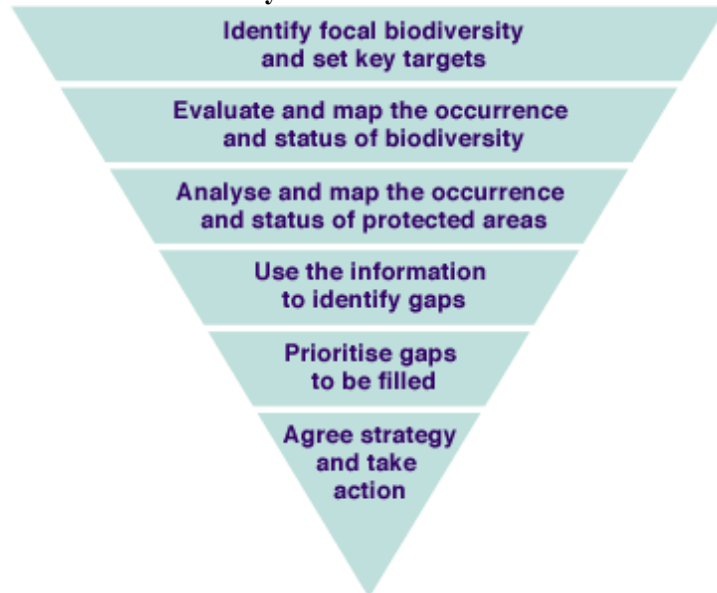 Identify focal biodiversity
and set key targets
Evaluate and map the occurrence
and status of biodiversity
Analyse and map the occurrence
and status of protected areas
Use the information
to identify gaps
Prioritise gaps
to be filled
Agree strategy
and take
action